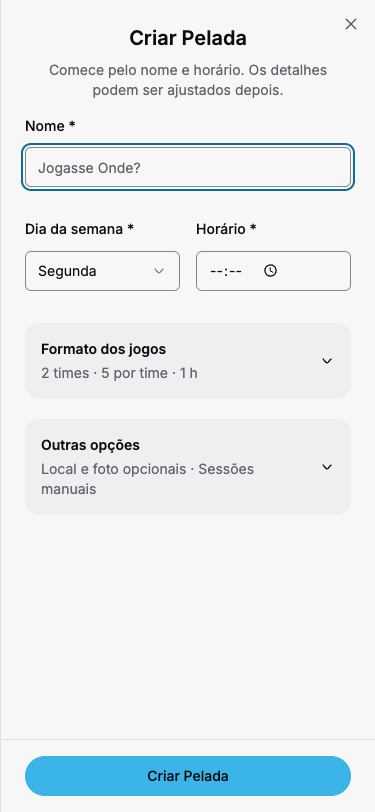 Criar Pelada
Comece pelo nome e horário. Os detalhes
podem ser ajustados depois.
Nome *
Jogasse Onde?
Dia da semana * Horário *
Segunda --:--
Formato dos jogos
2 times · 5 por time · 1 h
Outras opções
Local e foto opcionais · Sessões
manuais
Criar Pelada